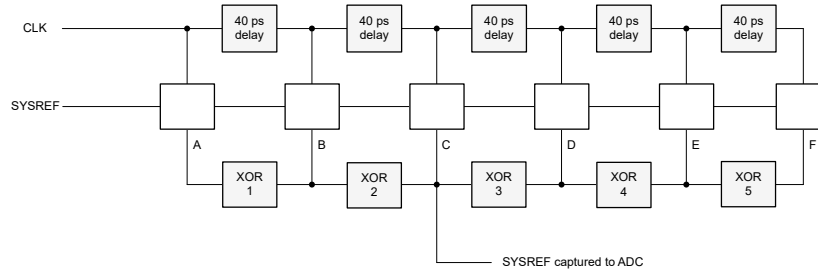 40 ps delay
40 ps delay
40 ps delay
40 ps delay
40 ps delay
CLK
SYSREF
A
B
C
D
E
F
XOR 1
XOR 2
XOR 3
XOR 4
XOR 5
SYSREF captured to ADC